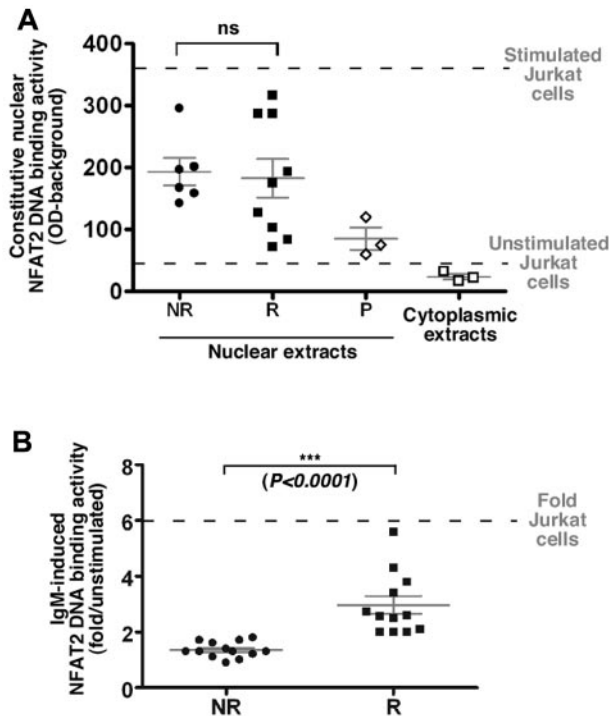 A
ns
Constitutive nuclear
NFAT2 DNA binding activity
(OD-background)
400
300
200
100
0
Stimulated
Jurkat
cells
Unstimulated
Jurkat
cells
NR
R
P
Cytoplasmic
extracts
Nuclear extracts
B
***
(P<0.0001)
IgM-induced
NFAT2 DNA binding activity
(fold/unstimulated)
8
6
4
2
0
Fold
Jurkat
cells
NR
R